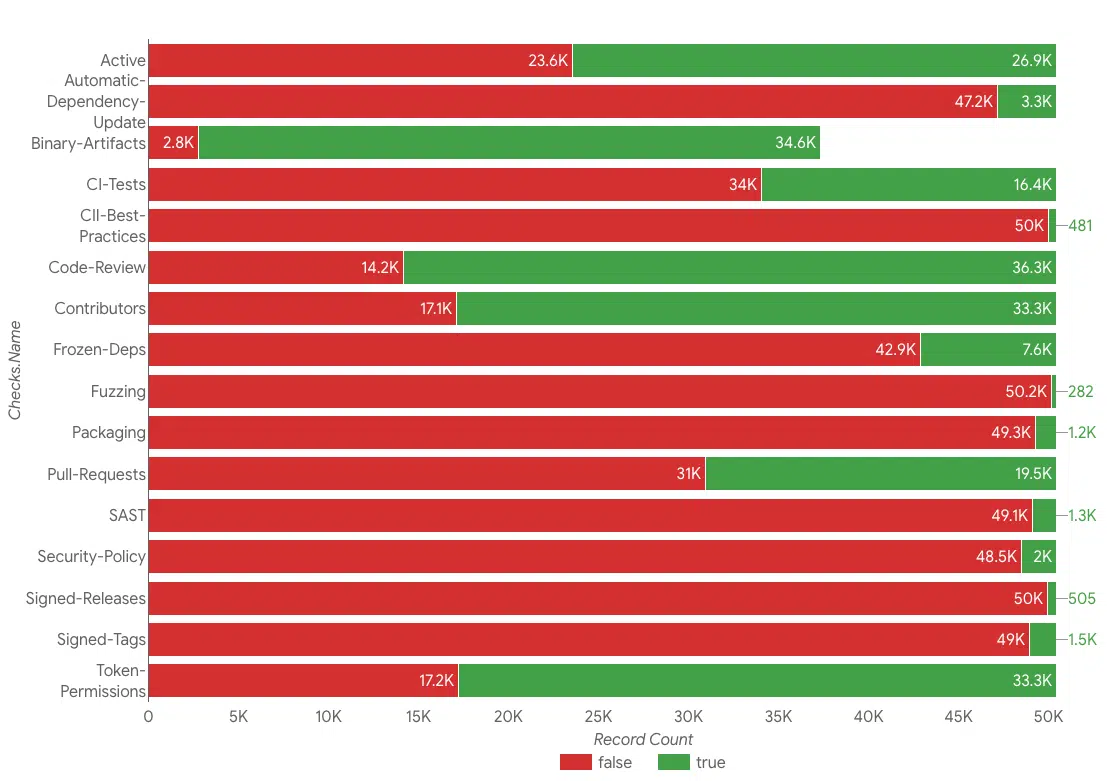 Active
23.6K
26.9K
Automatic-
Dependency-
Update
47.2K
3.3K
Binary-Artifacts
2.8K
34.6K
CI-Tests
34K
16.4K
CII-Best-
Practices
50K
481
Code-Review
14.2K
36.3K
Contributors
17.1K
33.3K
Frozen-Deps
42.9K
7.6K
Fuzzing
50.2K
282
Packaging
49.3K
1.2K
Pull-Requests
31K
19.5K
SAST
49.1K
1.3K
Security-Policy
48.5K
2K
Signed-Releases
50K
505
Signed-Tags
49K
1.5K
Token-
Permissions
17.2K
33.3K
Checks.Name
0 5K 10K 15K 20K 25K 30K 35K 40K 45K 50K
Record Count
false true